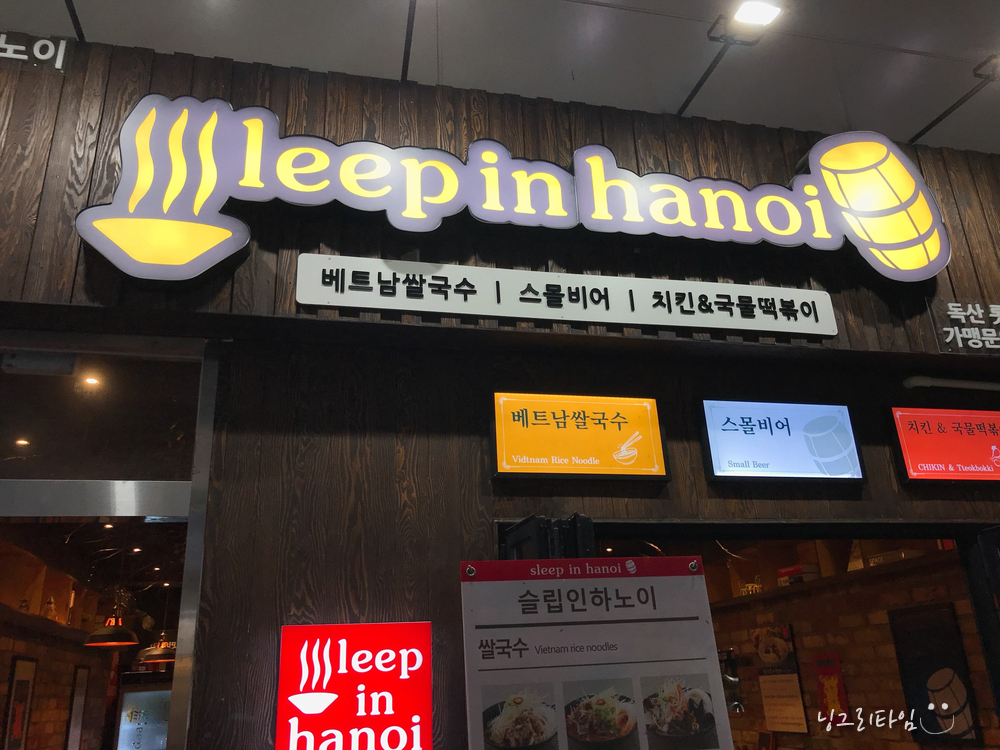 노이
leep in hanoi
베트남쌀국수 | 스몰비어 | 치킨&국물떡볶이
독산
가맹문
베트남쌀국수
Vidtnam Rice Noodle
스몰비어
Small Beer
치킨 & 국물떡볶
CHIKIN & Tteokbokki
sleep in hanoi
슬립인하노이
쌀국수 Vietnam rice noodles
leep
in
hanoi
닝그리타임